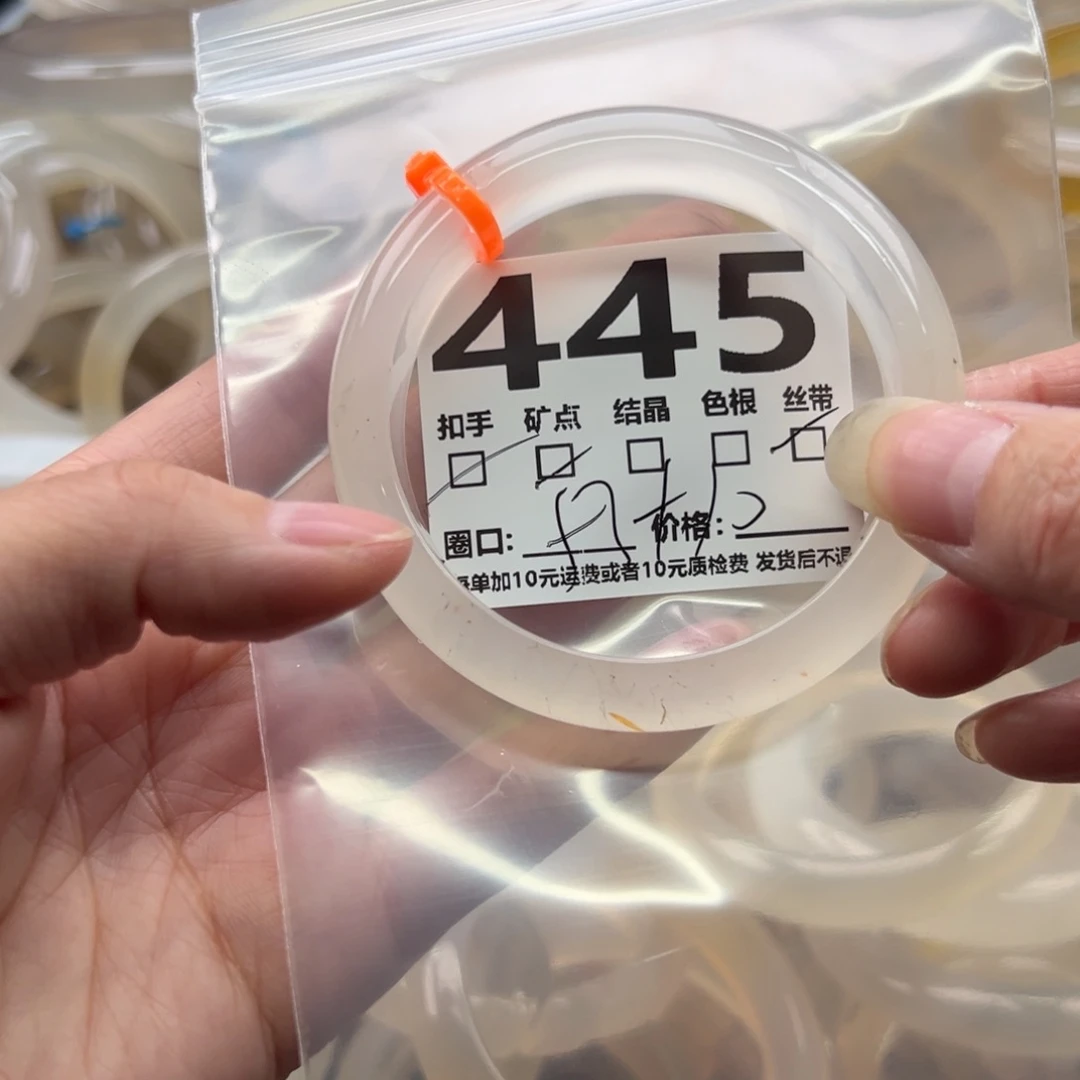 445
扣手 矿点 结晶 色根 丝带
圈口: 价格:
单加10元运费或者10元质检费 发货后不退